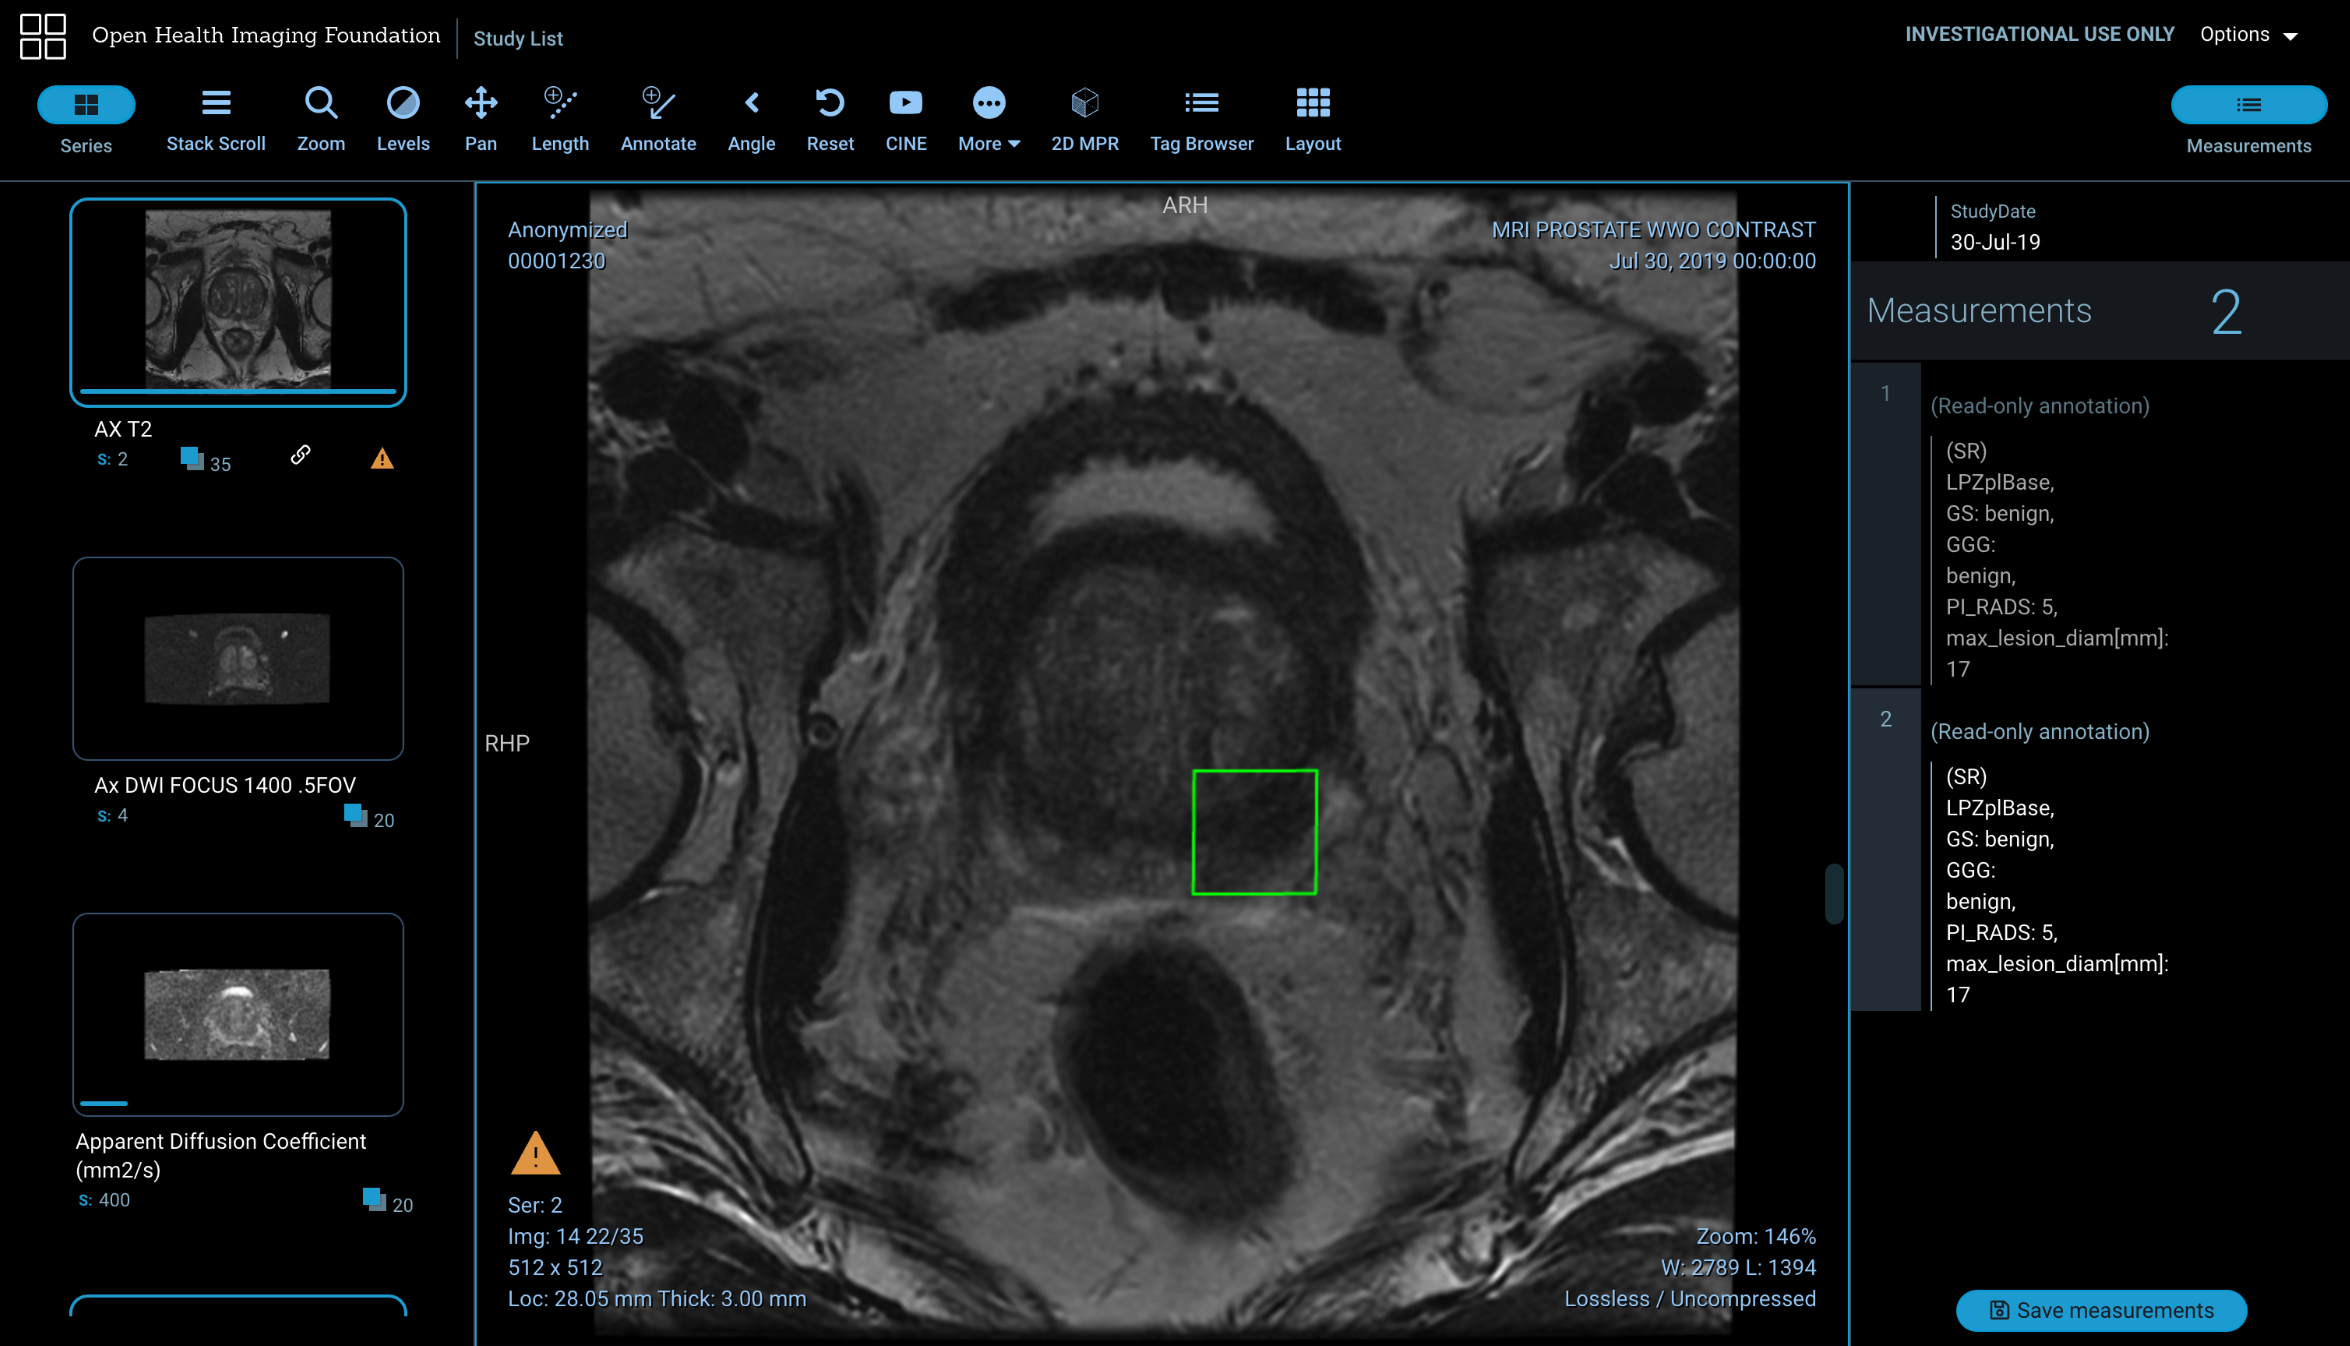 Open Health Imaging Foundation
Study List
INVESTIGATIONAL USE ONLY
Options
Series
Stack Scroll
Zoom
Levels
Pan
Length
Annotate
Angle
Reset
CINE
More
2D MPR
Tag Browser
Layout
Measurements
AX T2
S: 2
35
Ax DWI FOCUS 1400 .5FOV
S: 4
20
Apparent Diffusion Coefficient
(mm2/s)
S: 400
20
ARH
Anonymized
00001230
MRI PROSTATE WWO CONTRAST
Jul 30, 2019 00:00:00
RHP
Ser: 2
Img: 14 22/35
512 x 512
Loc: 28.05 mm Thick: 3.00 mm
Zoom: 146%
W: 2789 L: 1394
Lossless / Uncompressed
StudyDate
30-Jul-19
Measurements 2
1
(Read-only annotation)
(SR)
LPZplBase,
GS: benign,
GGG:
benign,
PI_RADS: 5,
max_lesion_diam[mm]:
17
2
(Read-only annotation)
(SR)
LPZplBase,
GS: benign,
GGG:
benign,
PI_RADS: 5,
max_lesion_diam[mm]:
17
Save measurements